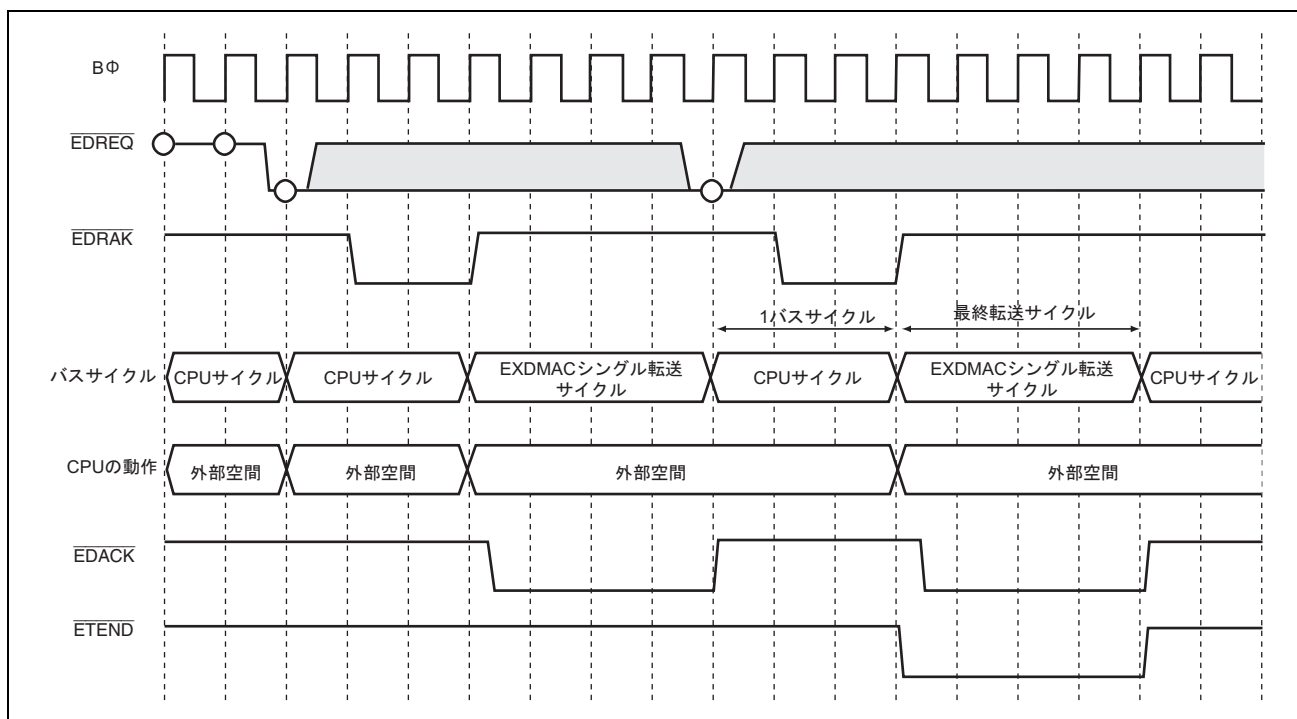 BΦ
EDREQ
EDRAK
1バスサイクル
最終転送サイクル
バスサイクル
CPUサイクル
CPUサイクル
EXDMACシングル転送
サイクル
CPUサイクル
EXDMACシングル転送
サイクル
CPUサイクル
CPUの動作
外部空間
外部空間
外部空間
外部空間
EDACK
ETEND